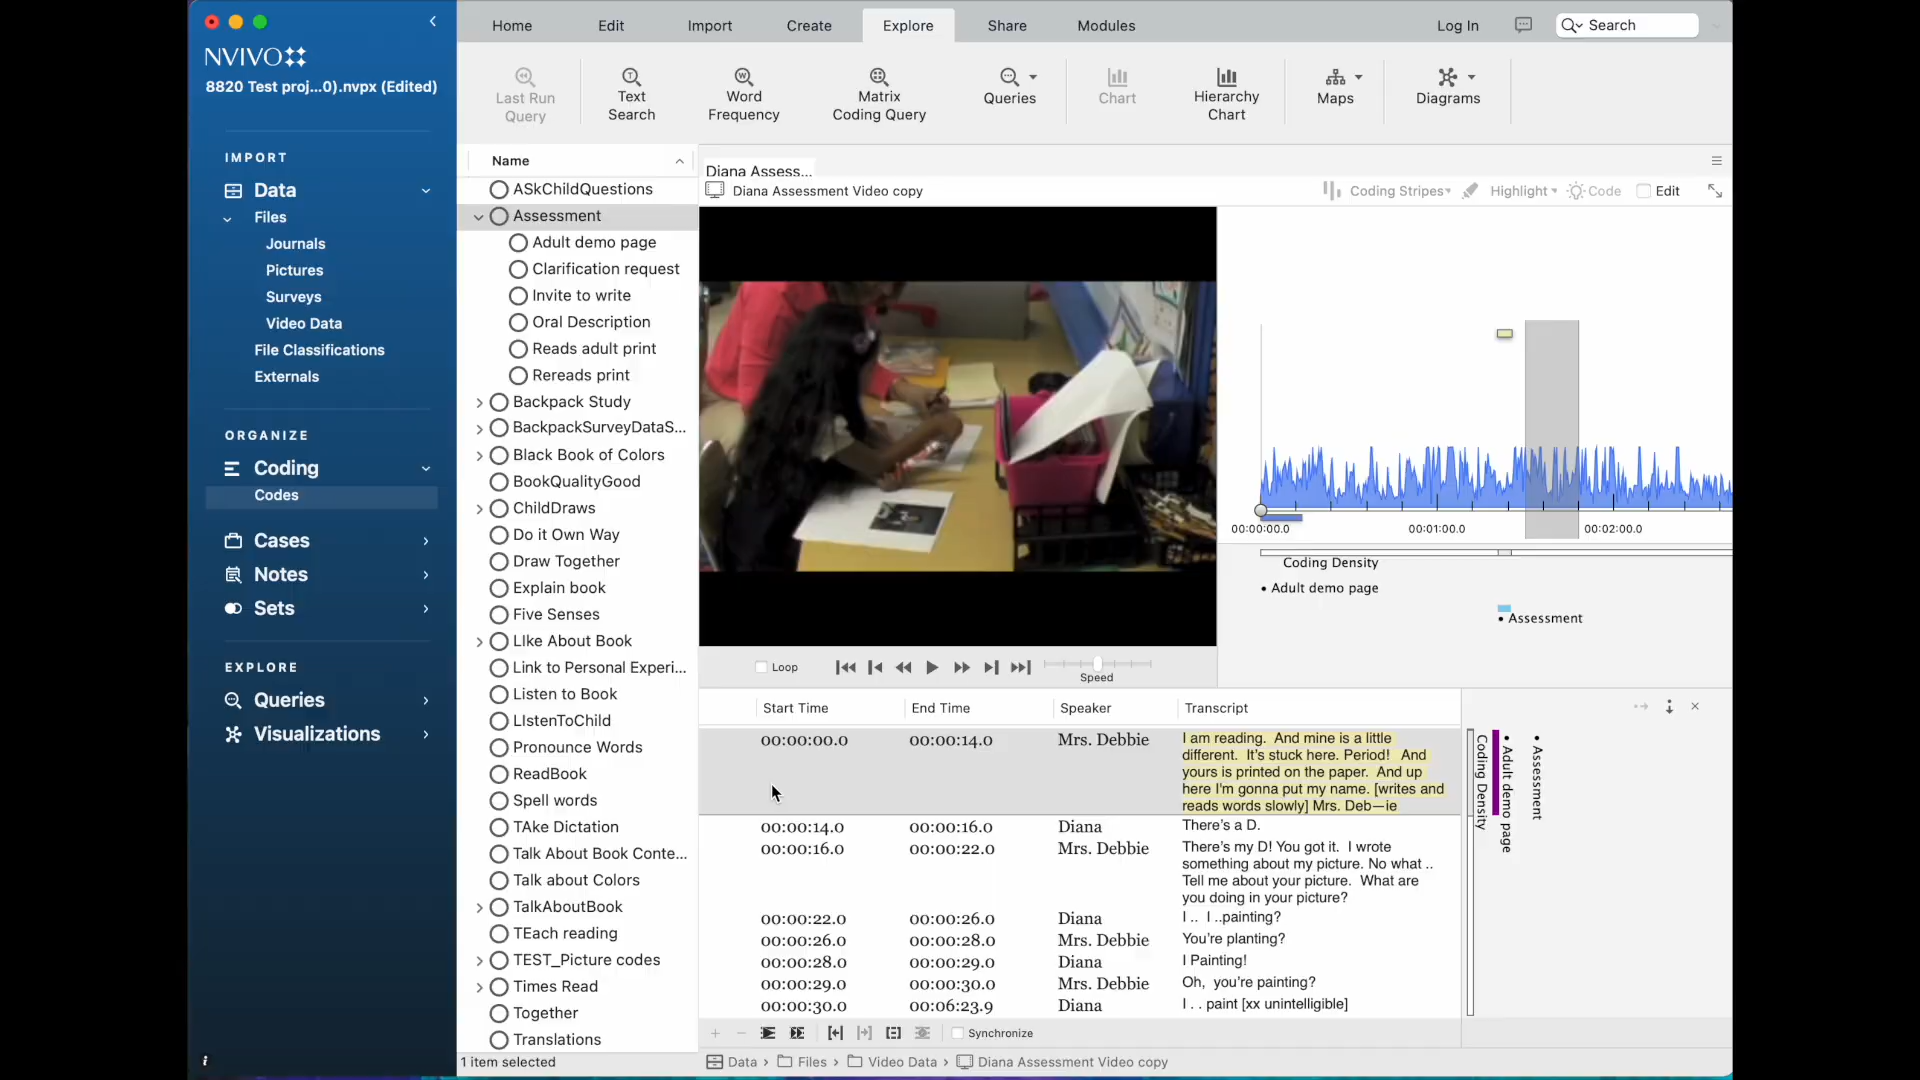 Home Edit Import Create Explore Share Modules Log In Search
NVIVO
8820 Test proj...0).nvpx (Edited)
Last Run Query
Text Search
Word Frequency
Matrix Coding Query
Queries
Chart
Hierarchy Chart
Maps
Diagrams
IMPORT
Data
Files
Journals
Pictures
Surveys
Video Data
File Classifications
Externals
ORGANIZE
Coding
Codes
Cases
Notes
Sets
EXPLORE
Queries
Visualizations
Name
ASkChildQuestions
Assessment
Adult demo page
Clarification request
Invite to write
Oral Description
Reads adult print
Rereads print
Backpack Study
BackpackSurveyDataS...
Black Book of Colors
BookQualityGood
ChildDraws
Do it Own Way
Draw Together
Explain book
Five Senses
LIke About Book
Link to Personal Experi...
Listen to Book
LIstenToChild
Pronounce Words
ReadBook
Spell words
TAke Dictation
Talk About Book Conte...
Talk about Colors
TalkAboutBook
TEach reading
TEST_Picture codes
Times Read
Together
Translations
1 item selected
Diana Assess...
Diana Assessment Video copy
Coding Stripes Highlight Code Edit
00:00:00.0 00:01:00.0 00:02:00.0
Coding Density
• Adult demo page
• Assessment
Loop
Speed
Start Time End Time Speaker Transcript
00:00:00.0 00:00:14.0 Mrs. Debbie I am reading. And mine is a little
different. It's stuck here. Period! And
yours is printed on the paper. And up
here I'm gonna put my name. [writes and
reads words slowly] Mrs. Deb—ie
00:00:14.0 00:00:16.0 Diana There's a D.
00:00:16.0 00:00:22.0 Mrs. Debbie There's my D! You got it. I wrote
something about my picture. No what ..
Tell me about your picture. What are
you doing in your picture?
00:00:22.0 00:00:26.0 Diana I .. I ..painting?
00:00:26.0 00:00:28.0 Mrs. Debbie You're planting?
00:00:28.0 00:00:29.0 Diana I Painting!
00:00:29.0 00:00:30.0 Mrs. Debbie Oh, you're painting?
00:00:30.0 00:06:23.9 Diana I . . paint [xx unintelligible]
Coding Density
• Adult demo page
• Assessment
Synchronize
Data › Files › Video Data › Diana Assessment Video copy